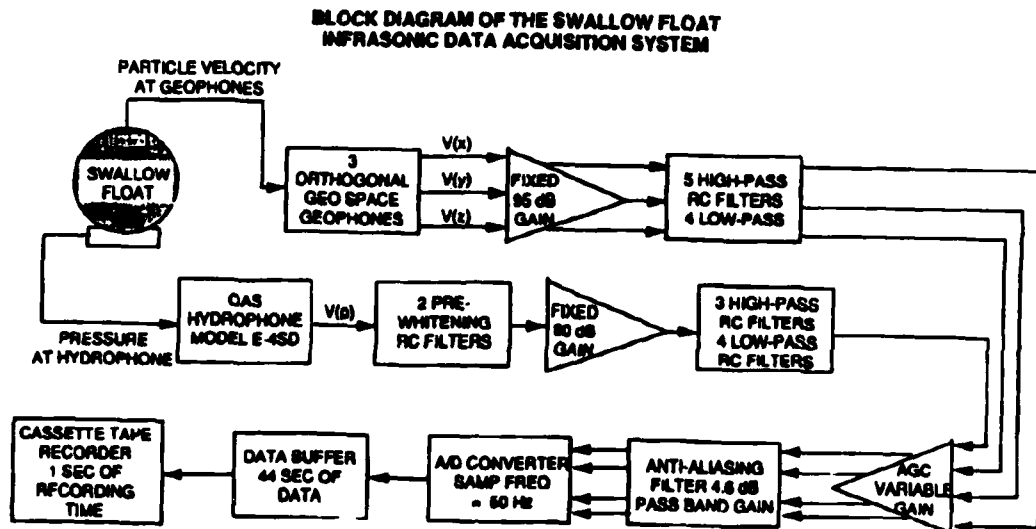 BLOCK DIAGRAM OF THE SWALLOW FLOAT
INFRASONIC DATA ACQUISITION SYSTEM
PARTICLE VELOCITY
AT GEOPHONES
SWALLOW
FLOAT
3
ORTHOGONAL
GEO SPACE
GEOPHONES
V(x)
V(y)
V(z)
FIXED
95 dB
GAIN
5 HIGH-PASS
RC FILTERS
4 LOW-PASS
PRESSURE
AT HYDROPHONE
OAS
HYDROPHONE
MODEL E-4SD
V(p)
2 PRE-
WHITENING
RC FILTERS
FIXED
80 dB
GAIN
3 HIGH-PASS
RC FILTERS
4 LOW-PASS
RC FILTERS
CASSETTE TAPE
RECORDER
1 SEC OF
RECORDING
TIME
DATA BUFFER
44 SEC OF
DATA
A/D CONVERTER
SAMP FREQ
= 50 Hz
ANTI-ALIASING
FILTER 4.6 dB
PASS BAND GAIN
AGC
VARIABLE
GAIN